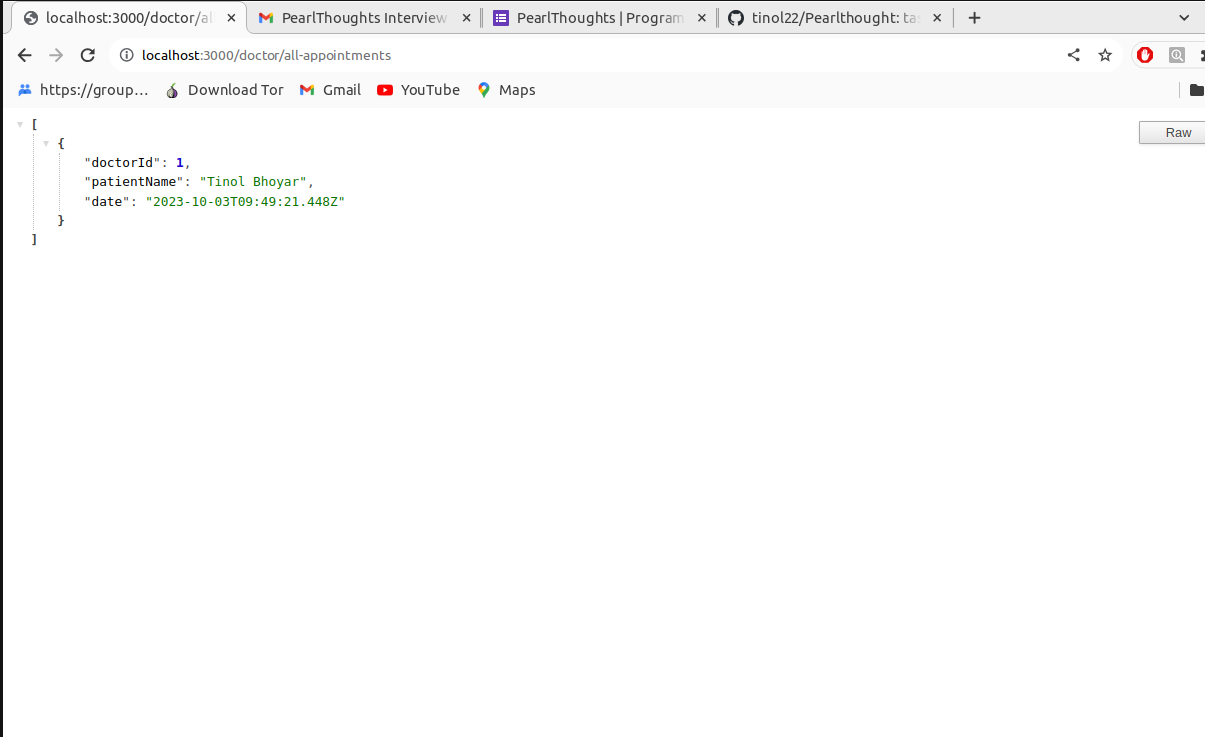 localhost:3000/doctor/al
PearlThoughts Interview
PearlThoughts | Program
tinol22/Pearlthought: ta
localhost:3000/doctor/all-appointments
https://group…
Download Tor
Gmail
YouTube
Maps
Raw
[
{
"doctorId": 1,
"patientName": "Tinol Bhoyar",
"date": "2023-10-03T09:49:21.448Z"
}
]